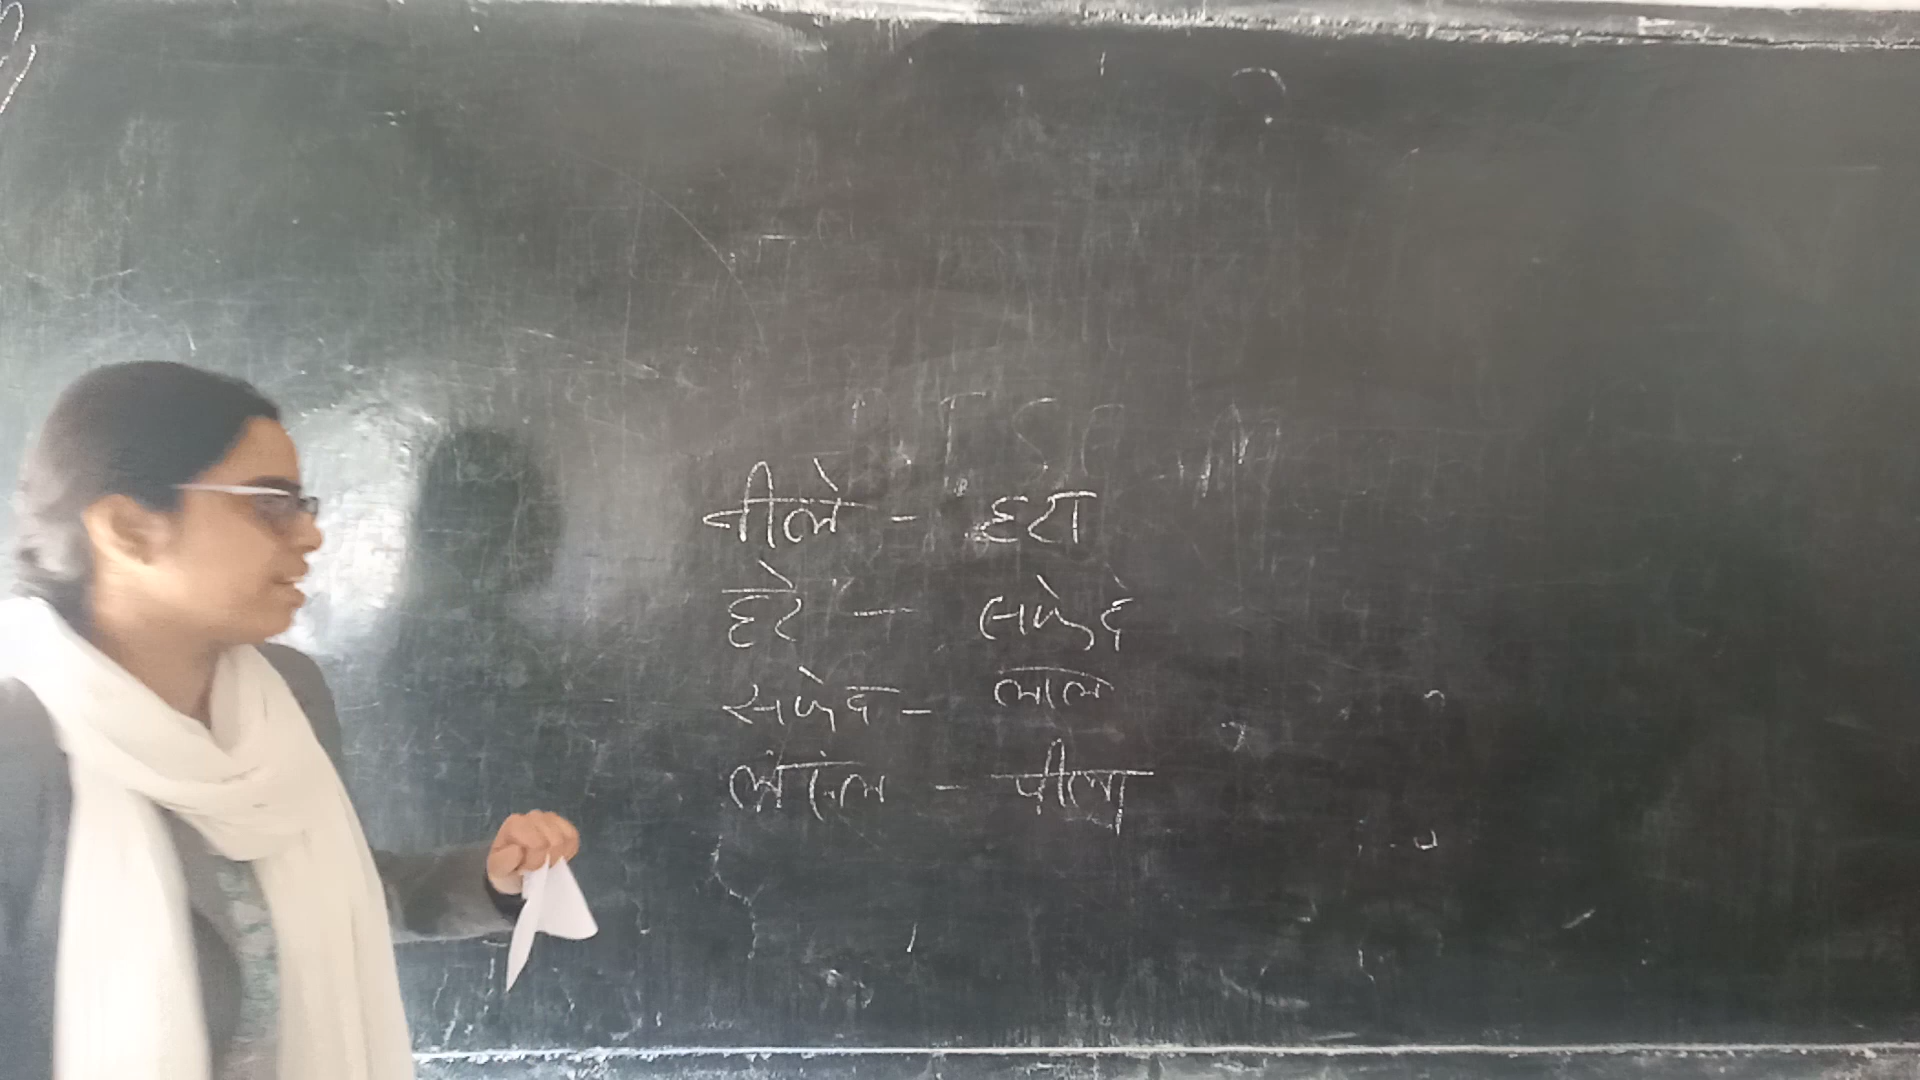 नीले - हरा
हरे - सफेद
सफेद - लाल
- पीला